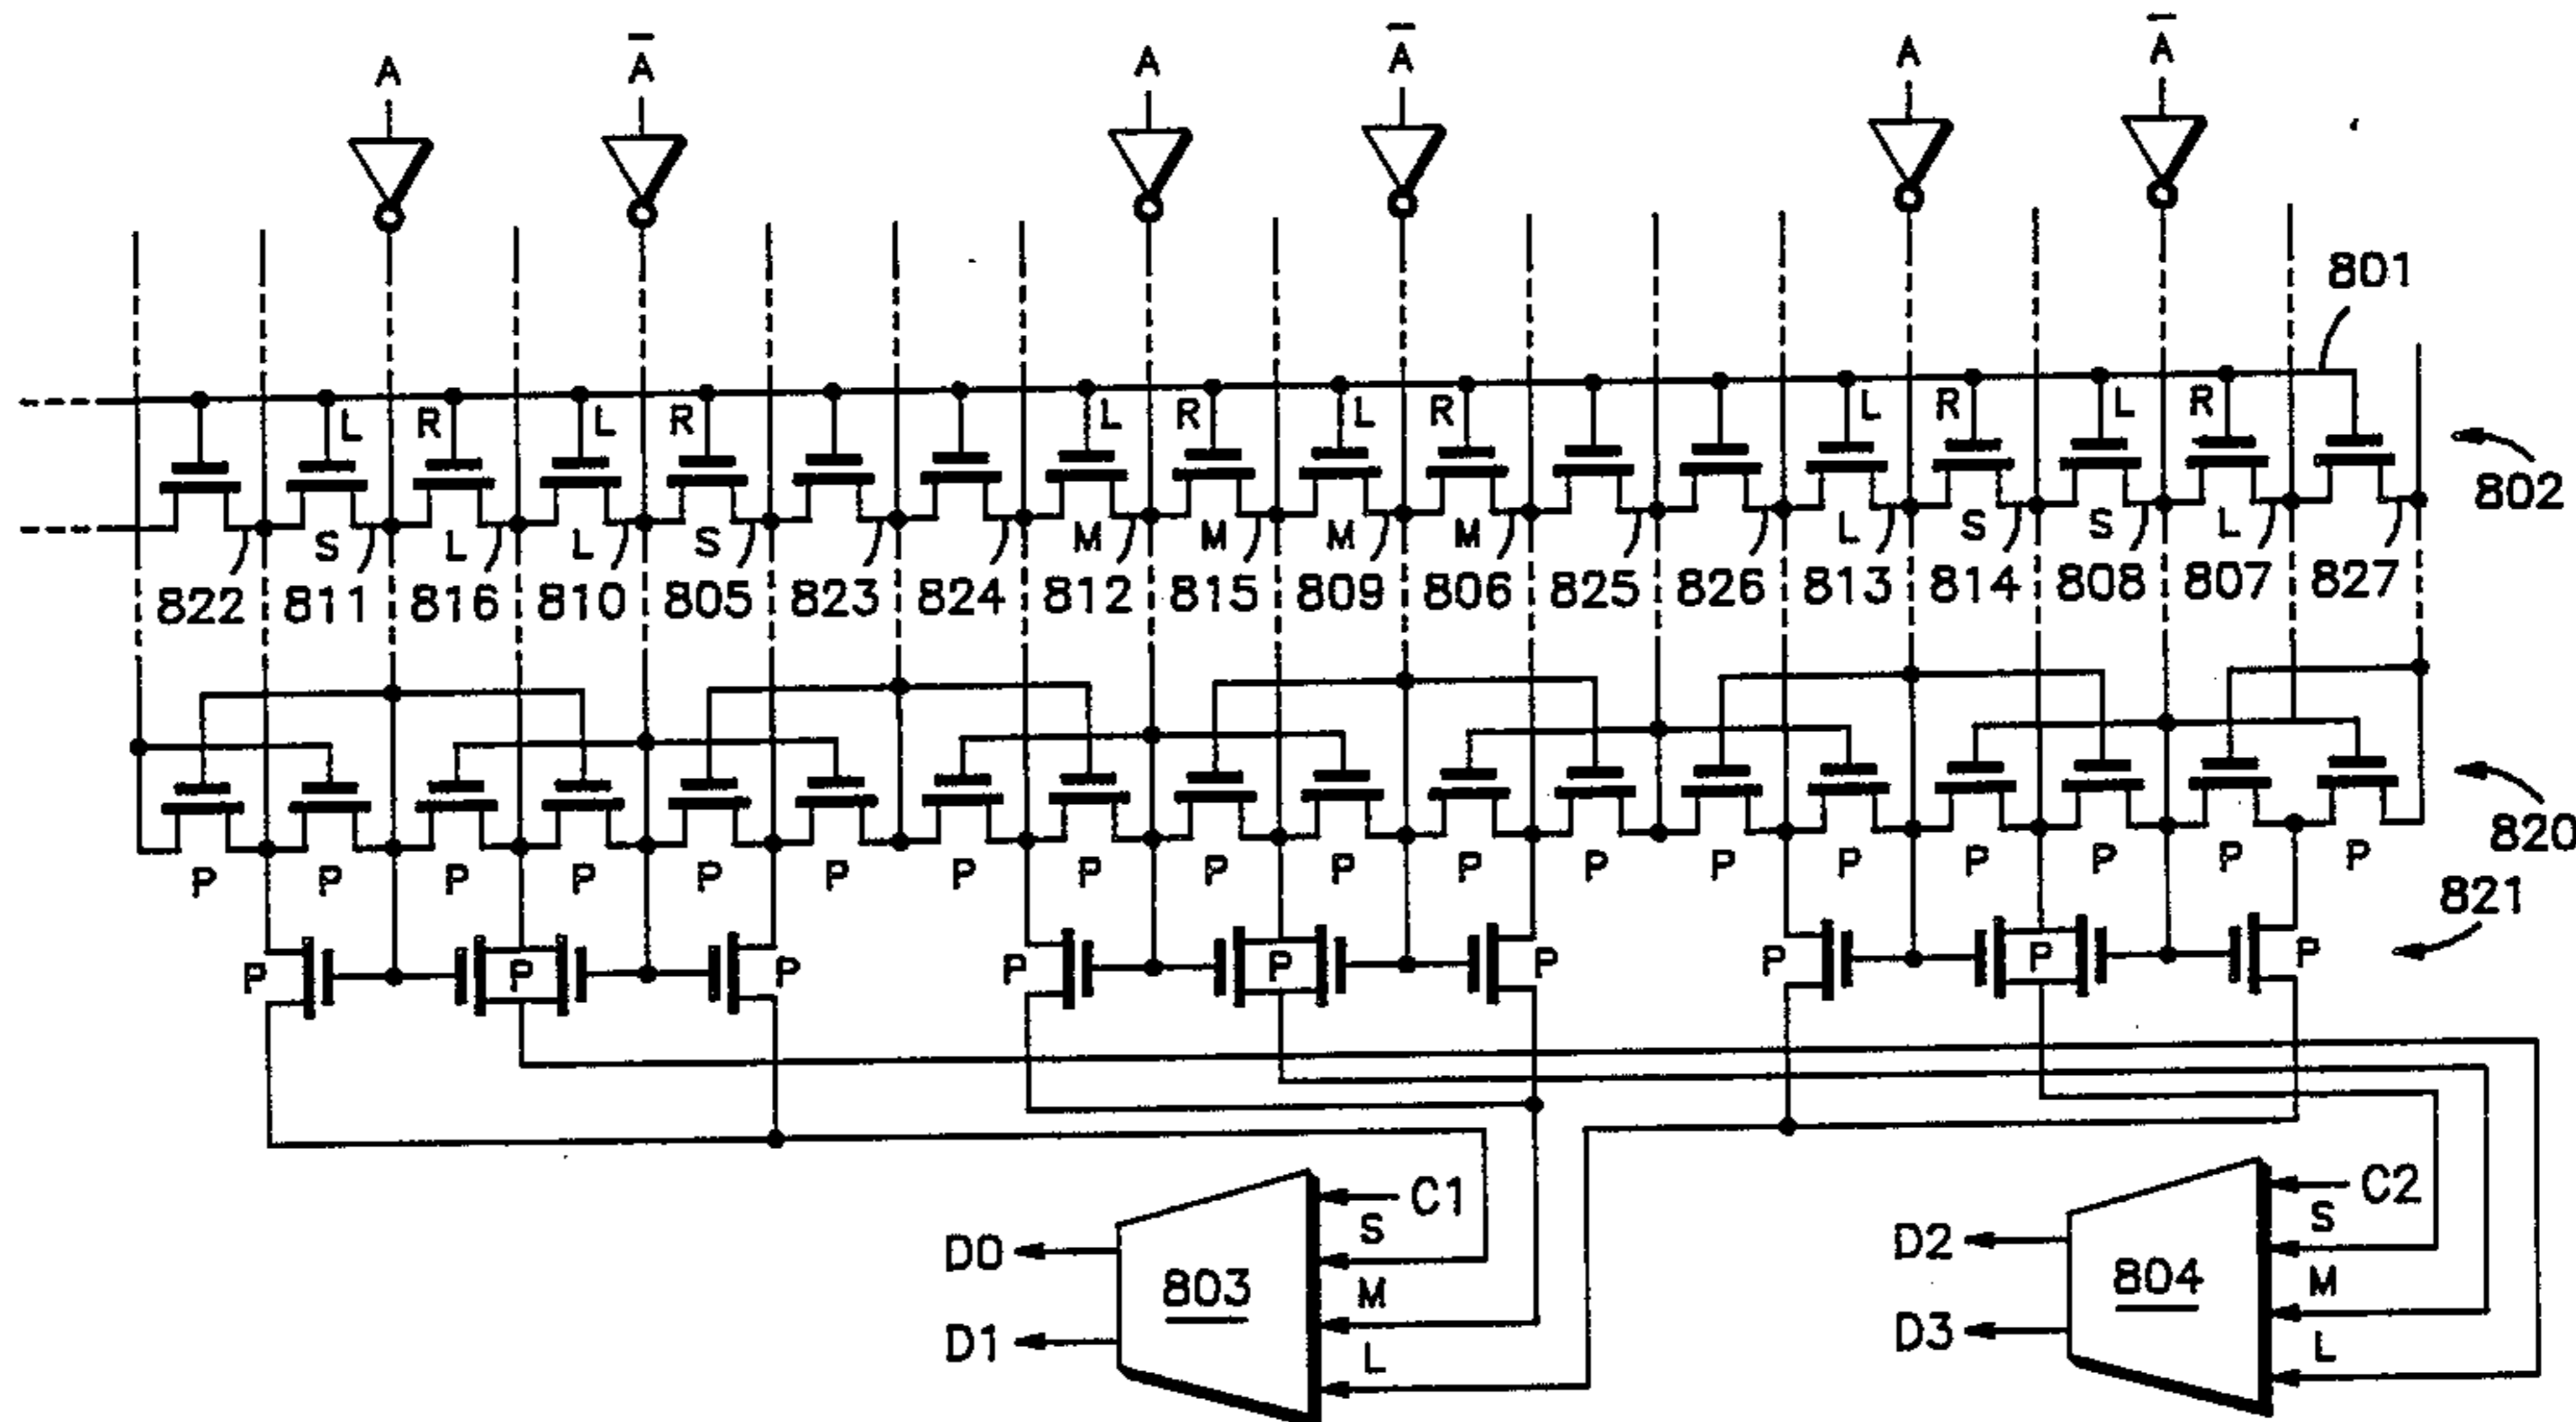 A Ā A Ā A Ā
801
L R L R L R L R L R L R
802
S L L S M M M M L S S L
822 811 816 810 805 823 824 812 815 809 806 825 826 813 814 808 807 827
820
P P P P P P P P P P P P P P P P P P
821
P P P P P P P P P
C1 C2
S S
D0 D2
803 M 804 M
D1 D3
L L